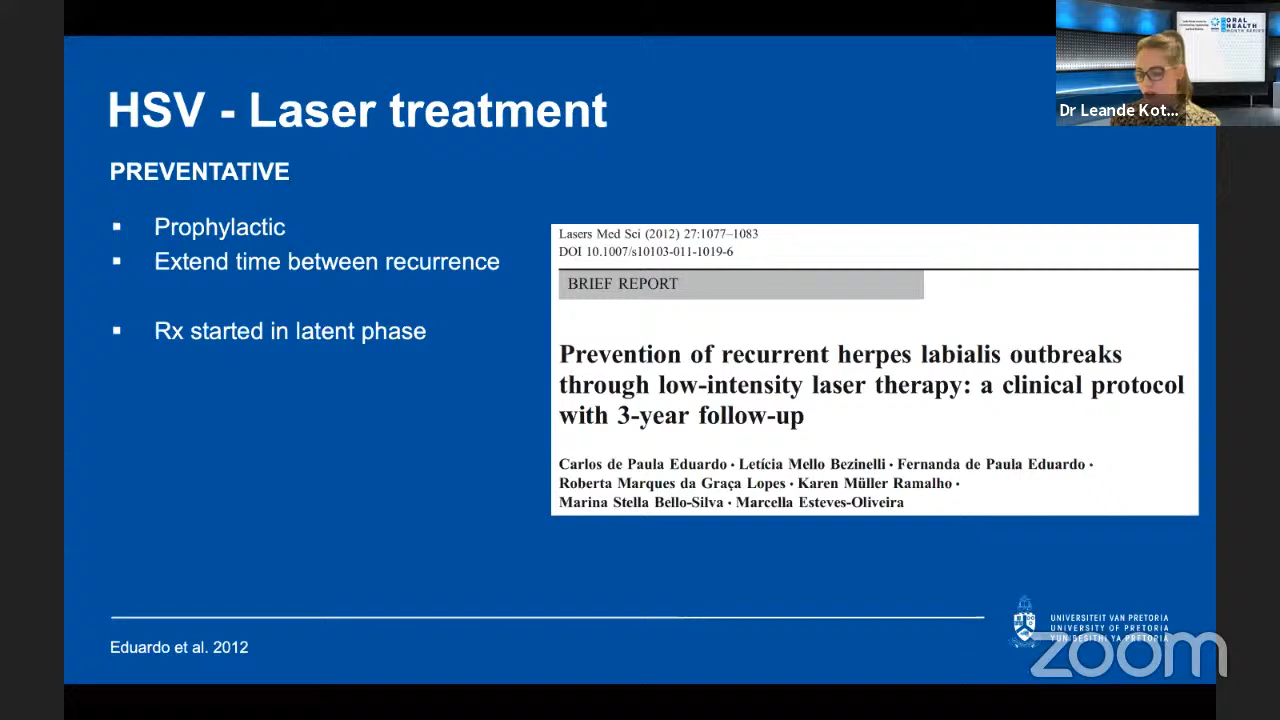 HSV - Laser treatment
PREVENTATIVE
▪ Prophylactic
▪ Extend time between recurrence
▪ Rx started in latent phase
Lasers Med Sci (2012) 27:1077–1083
DOI 10.1007/s10103-011-1019-6
BRIEF REPORT
Prevention of recurrent herpes labialis outbreaks
through low-intensity laser therapy: a clinical protocol
with 3-year follow-up
Carlos de Paula Eduardo · Letícia Mello Bezinelli · Fernanda de Paula Eduardo ·
Roberta Marques da Graça Lopes · Karen Müller Ramalho ·
Marina Stella Bello-Silva · Marcella Esteves-Oliveira
Eduardo et al. 2012
UNIVERSITEIT VAN PRETORIA
UNIVERSITY OF PRETORIA
YUNIBESITHI YA PRETORIA
zoom
ORAL
HEALTH
MONTH SERIES
Dr Leande Kot...